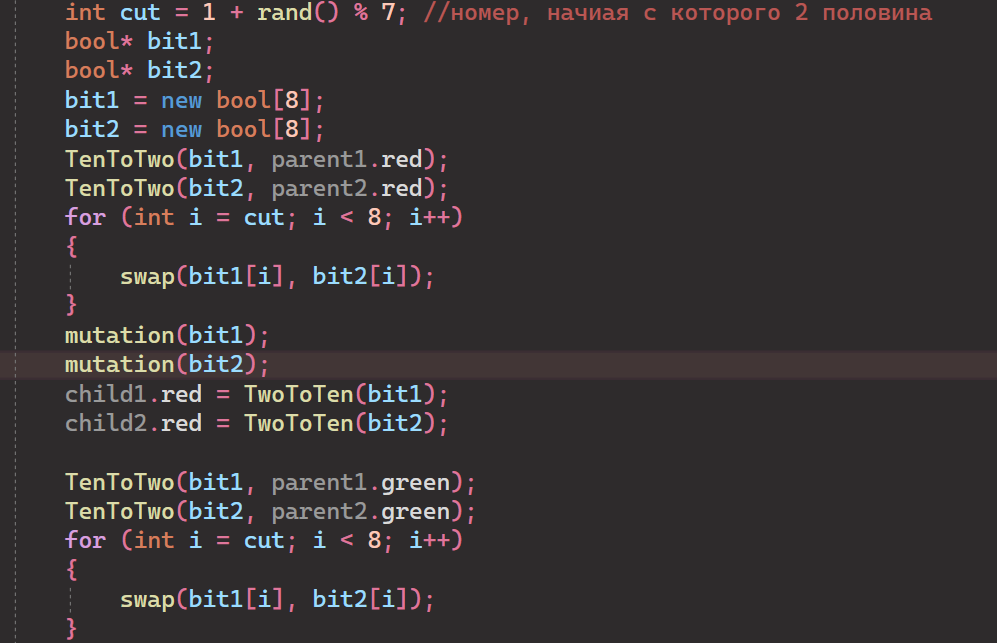 int cut = 1 + rand() % 7; //номер, начиая с которого 2 половина
bool* bit1;
bool* bit2;
bit1 = new bool[8];
bit2 = new bool[8];
TenToTwo(bit1, parent1.red);
TenToTwo(bit2, parent2.red);
for (int i = cut; i < 8; i++)
{
swap(bit1[i], bit2[i]);
}
mutation(bit1);
mutation(bit2);
child1.red = TwoToTen(bit1);
child2.red = TwoToTen(bit2);
TenToTwo(bit1, parent1.green);
TenToTwo(bit2, parent2.green);
for (int i = cut; i < 8; i++)
{
swap(bit1[i], bit2[i]);
}